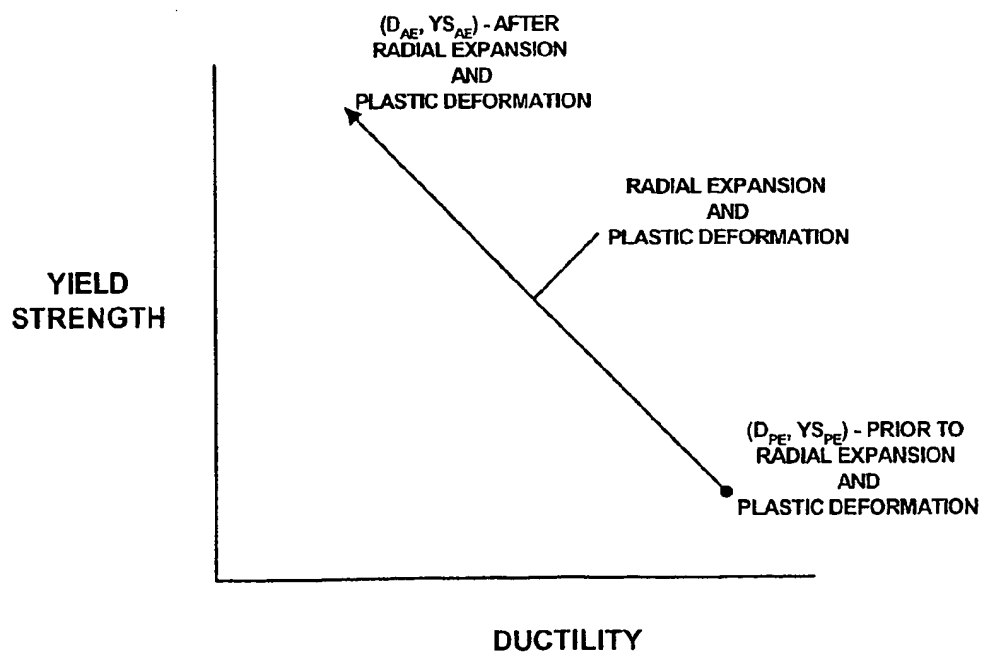 (D_AE, YS_AE) - AFTER
RADIAL EXPANSION
AND
PLASTIC DEFORMATION
RADIAL EXPANSION
AND
PLASTIC DEFORMATION
YIELD
STRENGTH
(D_PE, YS_PE) - PRIOR TO
RADIAL EXPANSION
AND
PLASTIC DEFORMATION
DUCTILITY